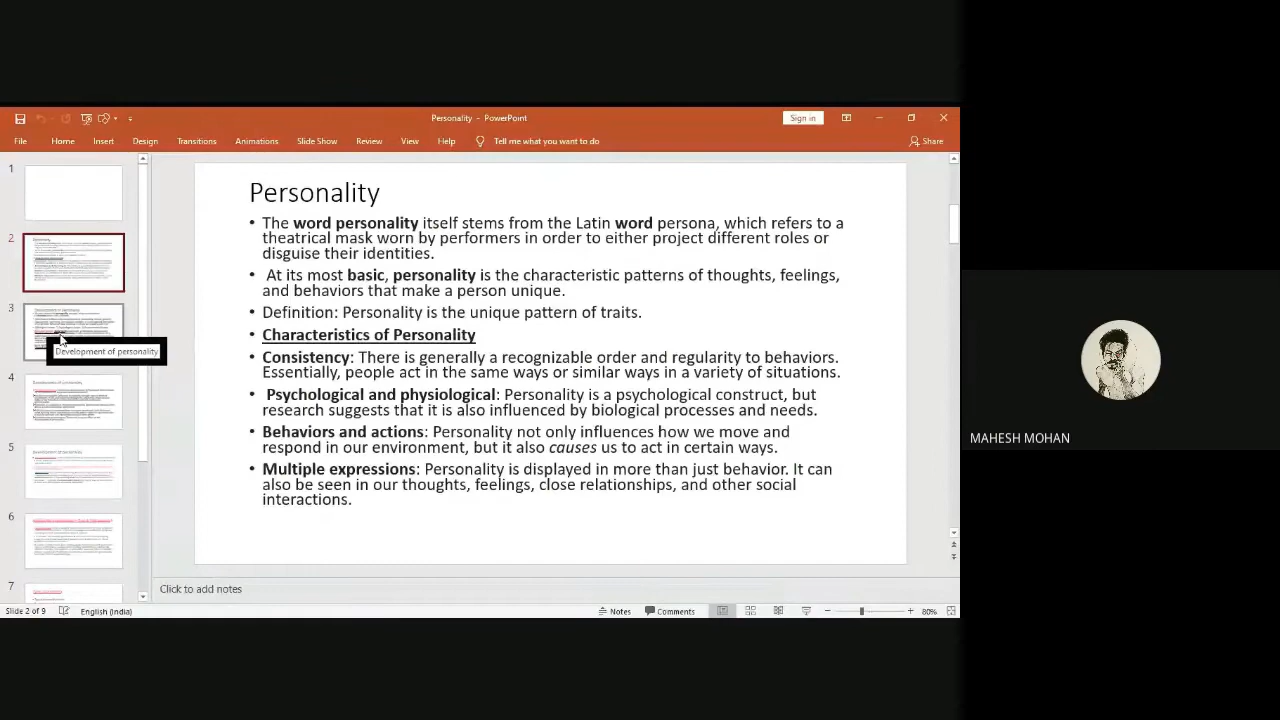 Personality - PowerPoint
Sign in
File Home Insert Design Transitions Animations Slide Show Review View Help Tell me what you want to do Share
1
2
3
Development of personality
4
5
6
7
Personality
• The word personality itself stems from the Latin word persona, which refers to a
theatrical mask worn by performers in order to either project different roles or
disguise their identities.
• At its most basic, personality is the characteristic patterns of thoughts, feelings,
and behaviors that make a person unique.
• Definition: Personality is the unique pattern of traits.
• Characteristics of Personality
• Consistency: There is generally a recognizable order and regularity to behaviors.
Essentially, people act in the same ways or similar ways in a variety of situations.
• Psychological and physiological: Personality is a psychological construct, but
research suggests that it is also influenced by biological processes and needs.
• Behaviors and actions: Personality not only influences how we move and
respond in our environment, but it also causes us to act in certain ways.
• Multiple expressions: Personality is displayed in more than just behavior. It can
also be seen in our thoughts, feelings, close relationships, and other social
interactions.
Click to add notes
Slide 2 of 9 English (India) Notes Comments 80%
MAHESH MOHAN